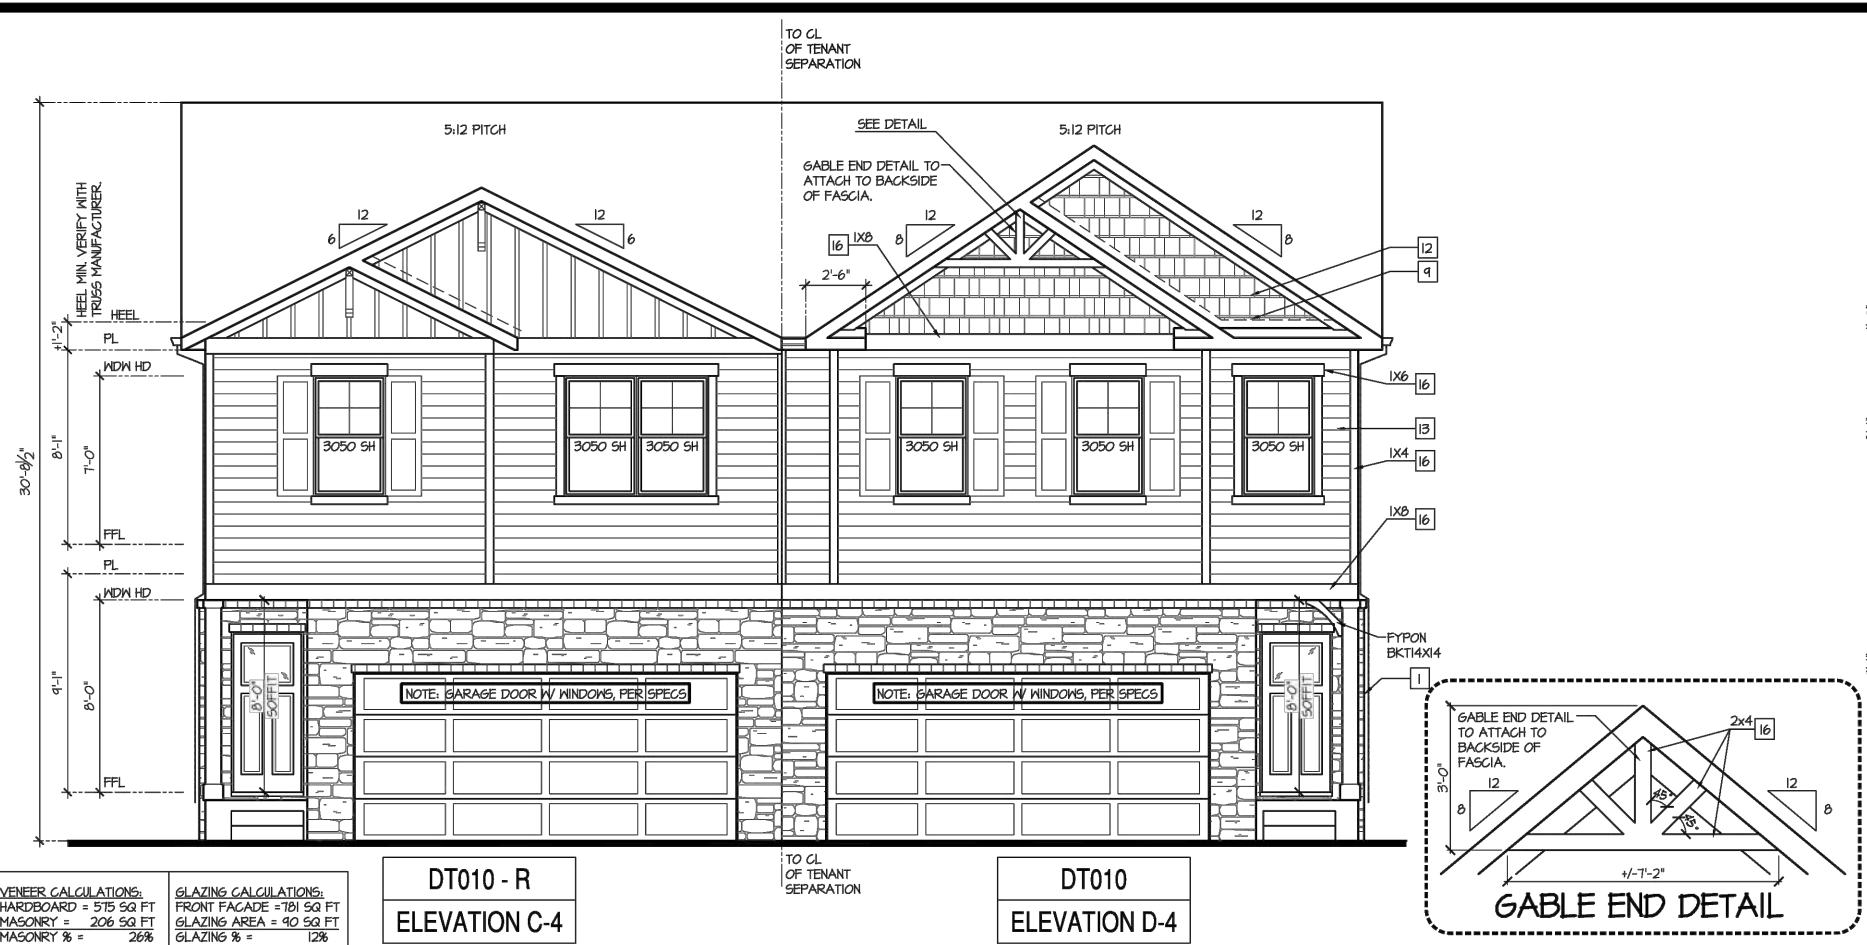 TO CL
OF TENANT
SEPARATION
5:12 PITCH
SEE DETAIL
5:12 PITCH
GABLE END DETAIL TO
ATTACH TO BACKSIDE
OF FASCIA.
HEEL MIN. VERIFY WITH
TRUSS MANUFACTURER.
12
6
12
6
16
1X8
12
8
12
8
2'-6"
12
9
HEEL
+1'-2"
PL
WDW HD
30'-8½"
8'-1"
7'-0"
FFL
3050 SH
3050 SH
3050 SH
3050 SH
3050 SH
3050 SH
1X6
16
13
1X4
16
1X8
16
PL
WDW HD
9'-1"
8'-0"
FFL
8'-0"
SOFFIT
NOTE: GARAGE DOOR W/ WINDOWS, PER SPECS
NOTE: GARAGE DOOR W/ WINDOWS, PER SPECS
8'-0"
SOFFIT
FYPON
BKT14X14
1
GABLE END DETAIL
TO ATTACH TO
BACKSIDE OF
FASCIA.
2x4
16
3'-0"
12
8
45°
45°
12
8
+/-7'-2"
GABLE END DETAIL
TO CL
OF TENANT
SEPARATION
DT010 - R
ELEVATION C-4
DT010
ELEVATION D-4
VENEER CALCULATIONS:
HARDBOARD = 575 SQ FT
MASONRY = 206 SQ FT
MASONRY % = 26%
GLAZING CALCULATIONS:
FRONT FACADE =781 SQ FT
GLAZING AREA = 90 SQ FT
GLAZING % = 12%